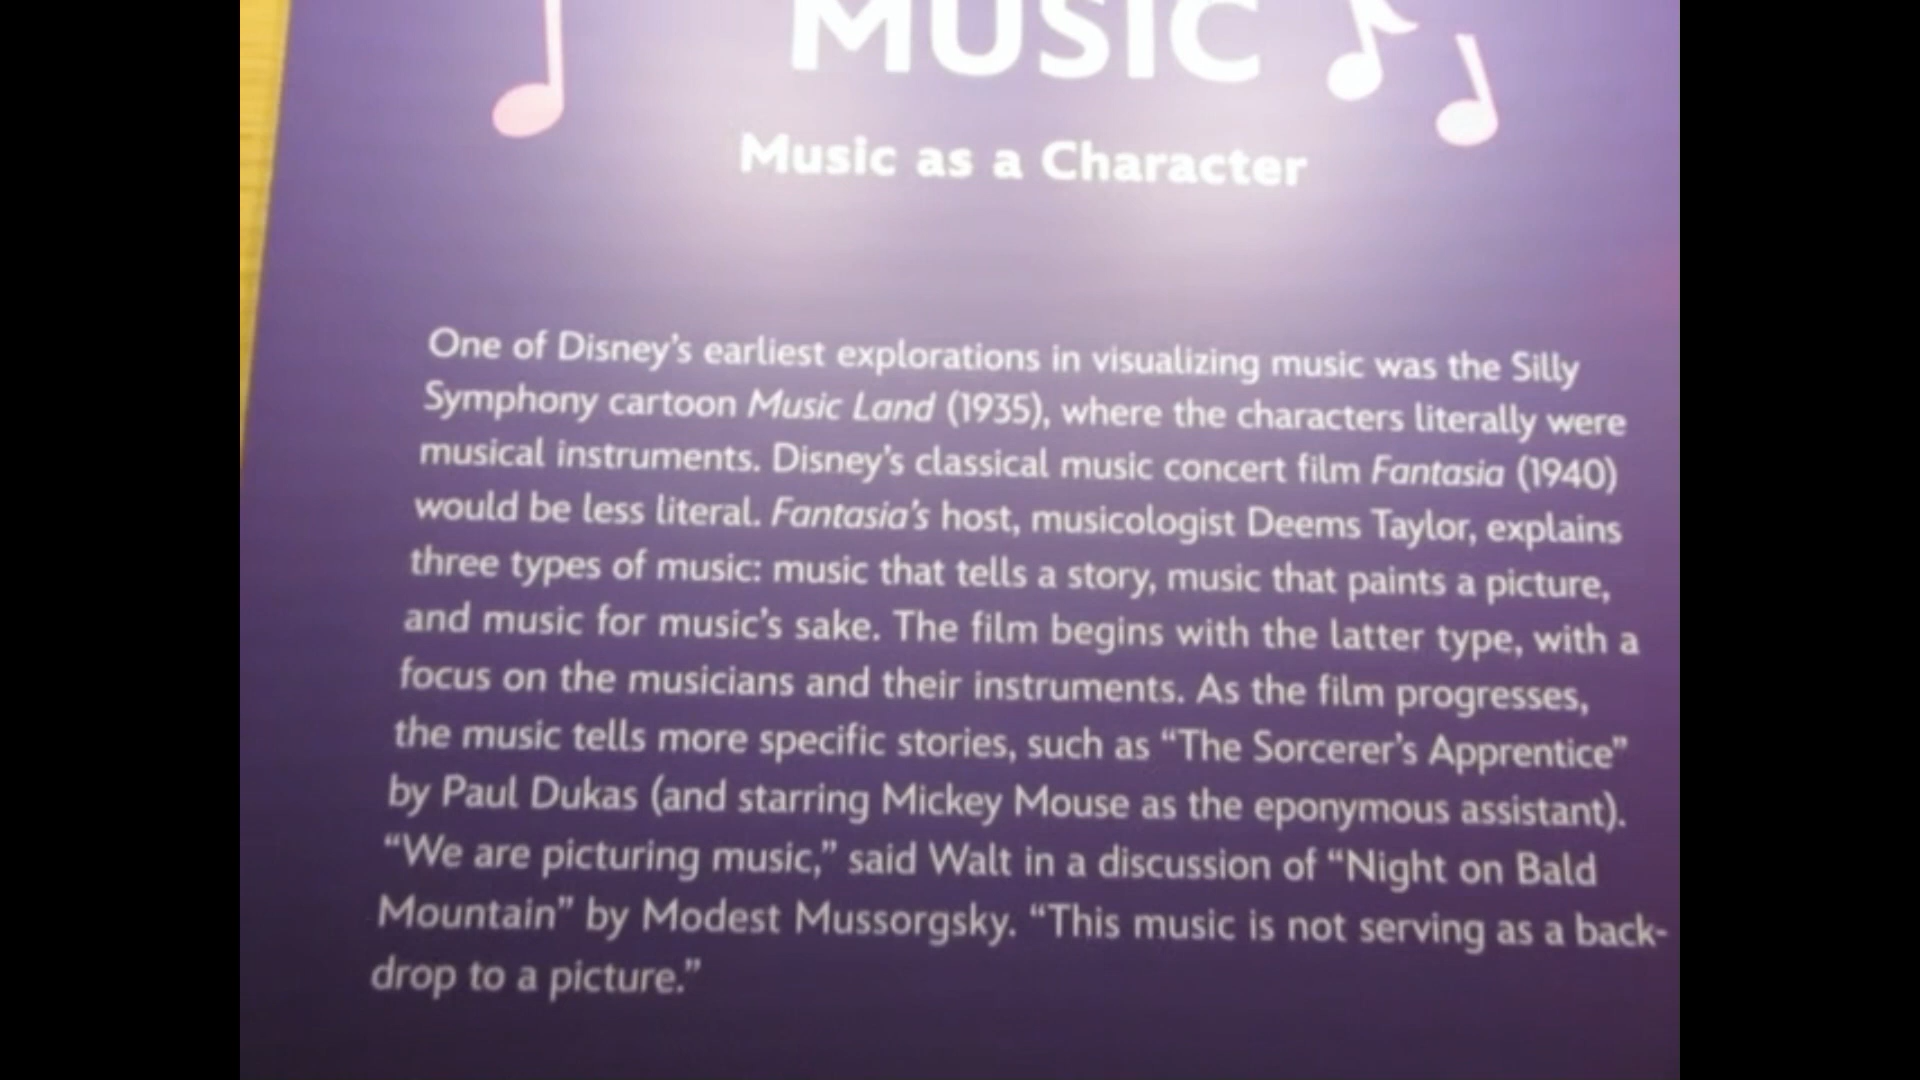 MUSIC
Music as a Character
One of Disney’s earliest explorations in visualizing music was the Silly
Symphony cartoon Music Land (1935), where the characters literally were
musical instruments. Disney’s classical music concert film Fantasia (1940)
would be less literal. Fantasia’s host, musicologist Deems Taylor, explains
three types of music: music that tells a story, music that paints a picture,
and music for music’s sake. The film begins with the latter type, with a
focus on the musicians and their instruments. As the film progresses,
the music tells more specific stories, such as “The Sorcerer’s Apprentice”
by Paul Dukas (and starring Mickey Mouse as the eponymous assistant).
“We are picturing music,” said Walt in a discussion of “Night on Bald
Mountain” by Modest Mussorgsky. “This music is not serving as a back-
drop to a picture.”